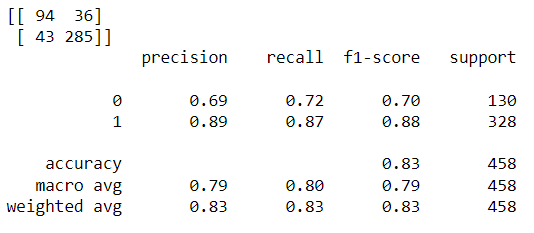 [[ 94 36]
[ 43 285]]
precision recall f1-score support
0 0.69 0.72 0.70 130
1 0.89 0.87 0.88 328
accuracy 0.83 458
macro avg 0.79 0.80 0.79 458
weighted avg 0.83 0.83 0.83 458